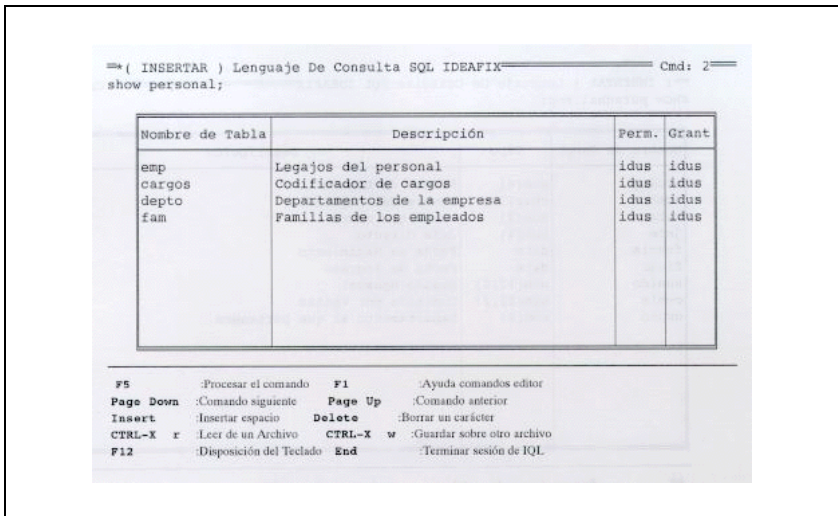 *( INSERTAR ) Lenguaje De Consulta SQL IDEAFIX Cmd: 2
show personal;
Nombre de Tabla Descripción Perm. Grant
emp Legajos del personal idus idus
cargos Codificador de cargos idus idus
depto Departamentos de la empresa idus idus
fam Familias de los empleados idus idus
F5 :Procesar el comando F1 :Ayuda comandos editor
Page Down :Comando siguiente Page Up :Comando anterior
Insert :Insertar espacio Delete :Borrar un carácter
CTRL-X r :Leer de un Archivo CTRL-X w :Guardar sobre otro archivo
F12 :Disposición del Teclado End :Terminar sesión de IQL